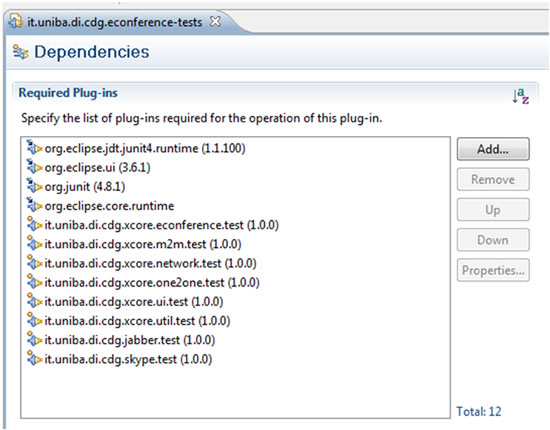 it.uniba.di.cdg.econference-tests
Dependencies
Required Plug-ins
a
z
Specify the list of plug-ins required for the operation of this plug-in.
org.eclipse.jdt.junit4.runtime (1.1.100)
org.eclipse.ui (3.6.1)
org.junit (4.8.1)
org.eclipse.core.runtime
it.uniba.di.cdg.xcore.econference.test (1.0.0)
it.uniba.di.cdg.xcore.m2m.test (1.0.0)
it.uniba.di.cdg.xcore.network.test (1.0.0)
it.uniba.di.cdg.xcore.one2one.test (1.0.0)
it.uniba.di.cdg.xcore.ui.test (1.0.0)
it.uniba.di.cdg.xcore.util.test (1.0.0)
it.uniba.di.cdg.jabber.test (1.0.0)
it.uniba.di.cdg.skype.test (1.0.0)
Add...
Remove
Up
Down
Properties...
Total: 12